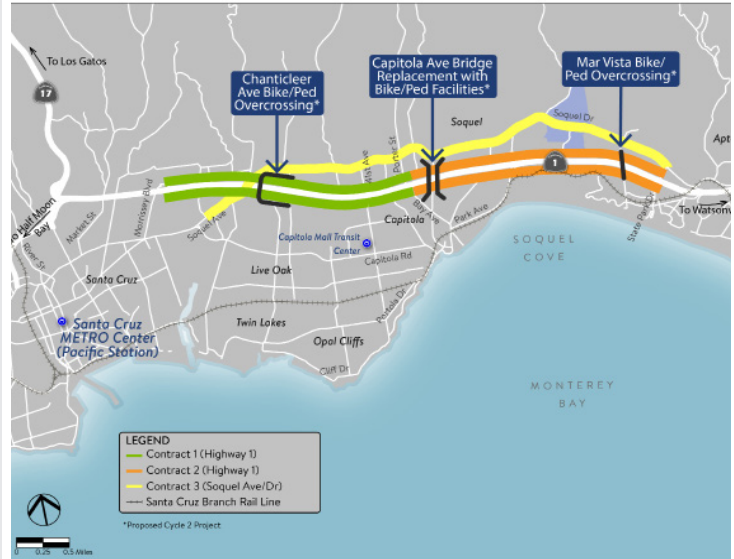 To Los Gatos
17
Chanticleer
Ave Bike/Ped
Overcrossing*
Capitola Ave Bridge
Replacement with
Bike/Ped Facilities*
Mar Vista Bike/
Ped Overcrossing*
Soquel
Soquel Dr
Apt
1
Morrissey Blvd
Market St
Soquel Ave
41st Ave
Porter St
Bay Ave
Park Ave
Capitola
State Park
To Watsonv
to Half Moon
Bay
River St
Capitola Mall Transit
Center
Capitola Rd
SOQUEL
COVE
Santa Cruz
Live Oak
Portola Dr
Santa Cruz
METRO Center
(Pacific Station)
Twin Lakes
Opal Cliffs
Cliff Dr
MONTEREY
BAY
LEGEND
Contract 1 (Highway 1)
Contract 2 (Highway 1)
Contract 3 (Soquel Ave/Dr)
Santa Cruz Branch Rail Line
*Proposed Cycle 2 Project
0 0.25 0.5 Miles